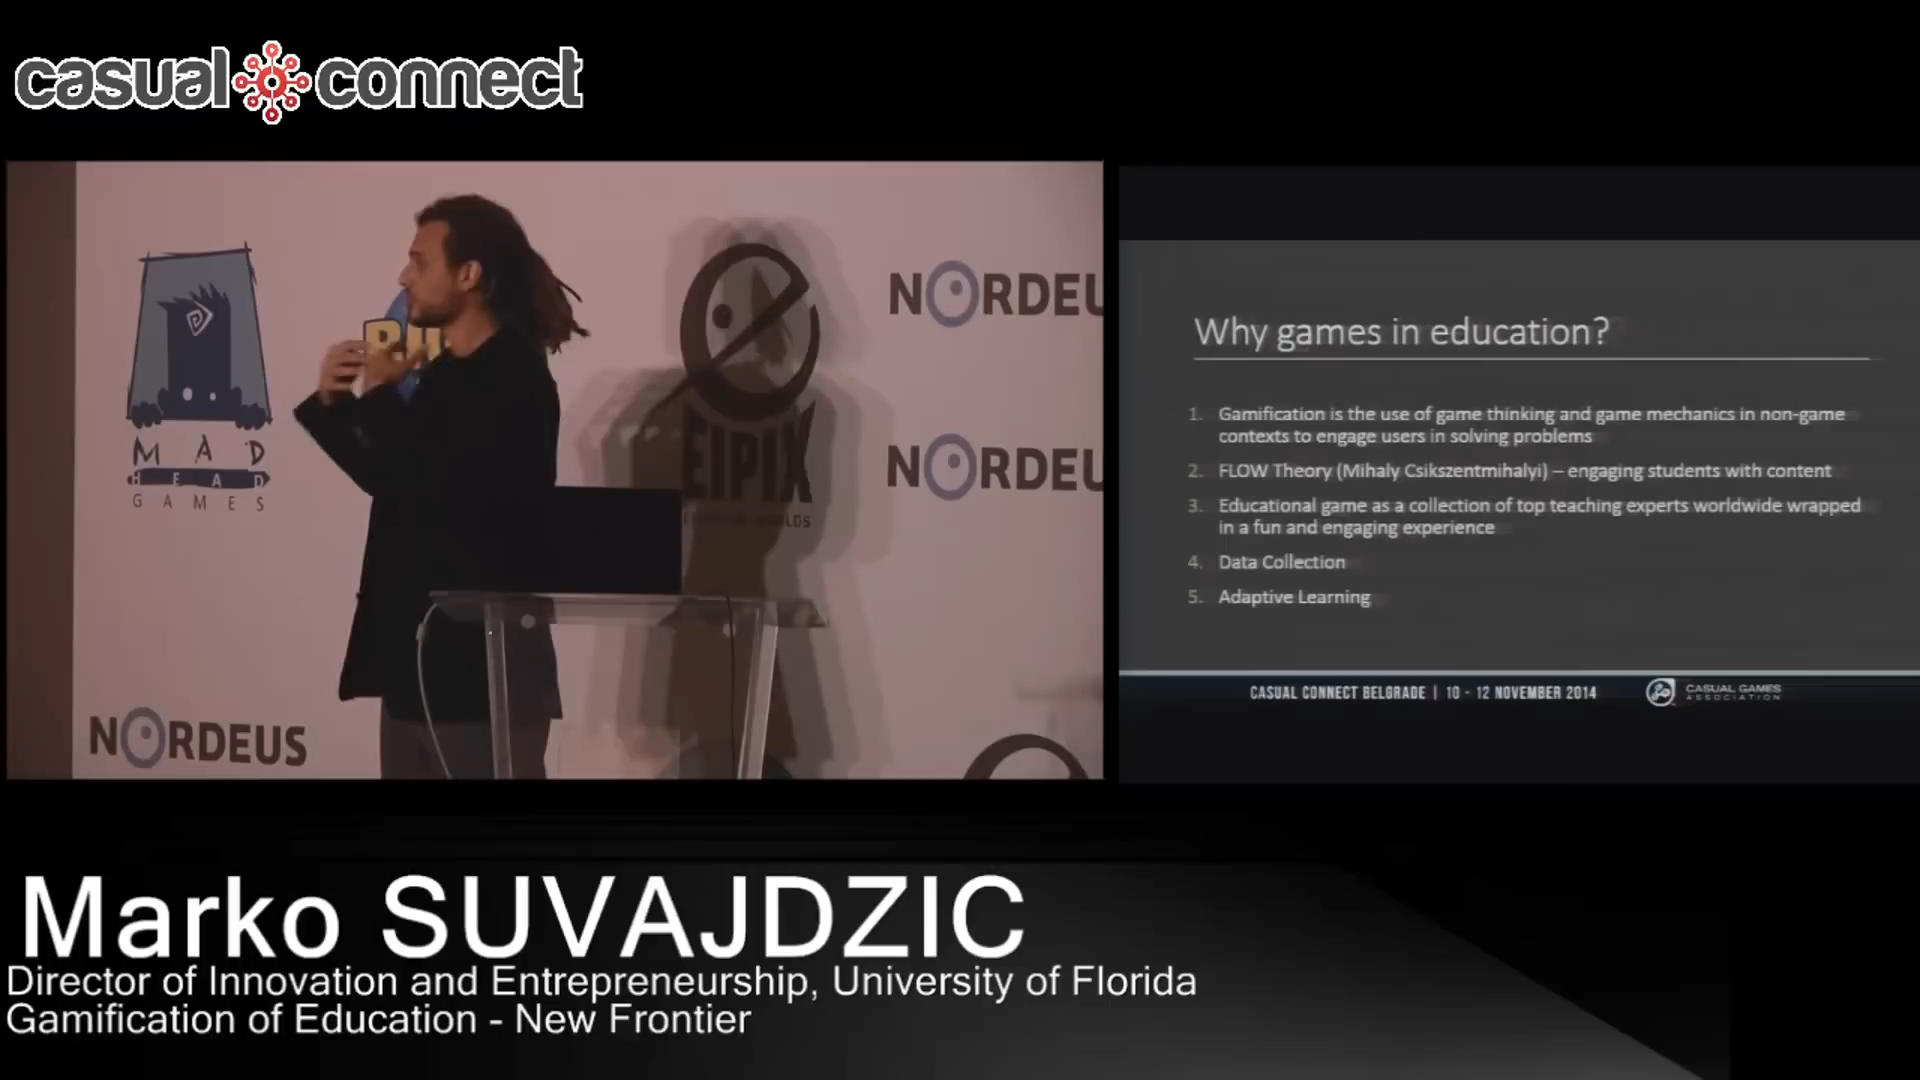 casual connect
MAD
HEAD
GAMES
NORDEUS
EIPIX
NORDEU
NORDEU
Why games in education?
1. Gamification is the use of game thinking and game mechanics in non-game
contexts to engage users in solving problems
2. FLOW Theory (Mihaly Csikszentmihalyi) – engaging students with content
3. Educational game as a collection of top teaching experts worldwide wrapped
in a fun and engaging experience
4. Data Collection
5. Adaptive Learning
CASUAL CONNECT BELGRADE | 10 - 12 NOVEMBER 2014
CASUAL GAMES
ASSOCIATION
Marko SUVAJDZIC
Director of Innovation and Entrepreneurship, University of Florida
Gamification of Education - New Frontier